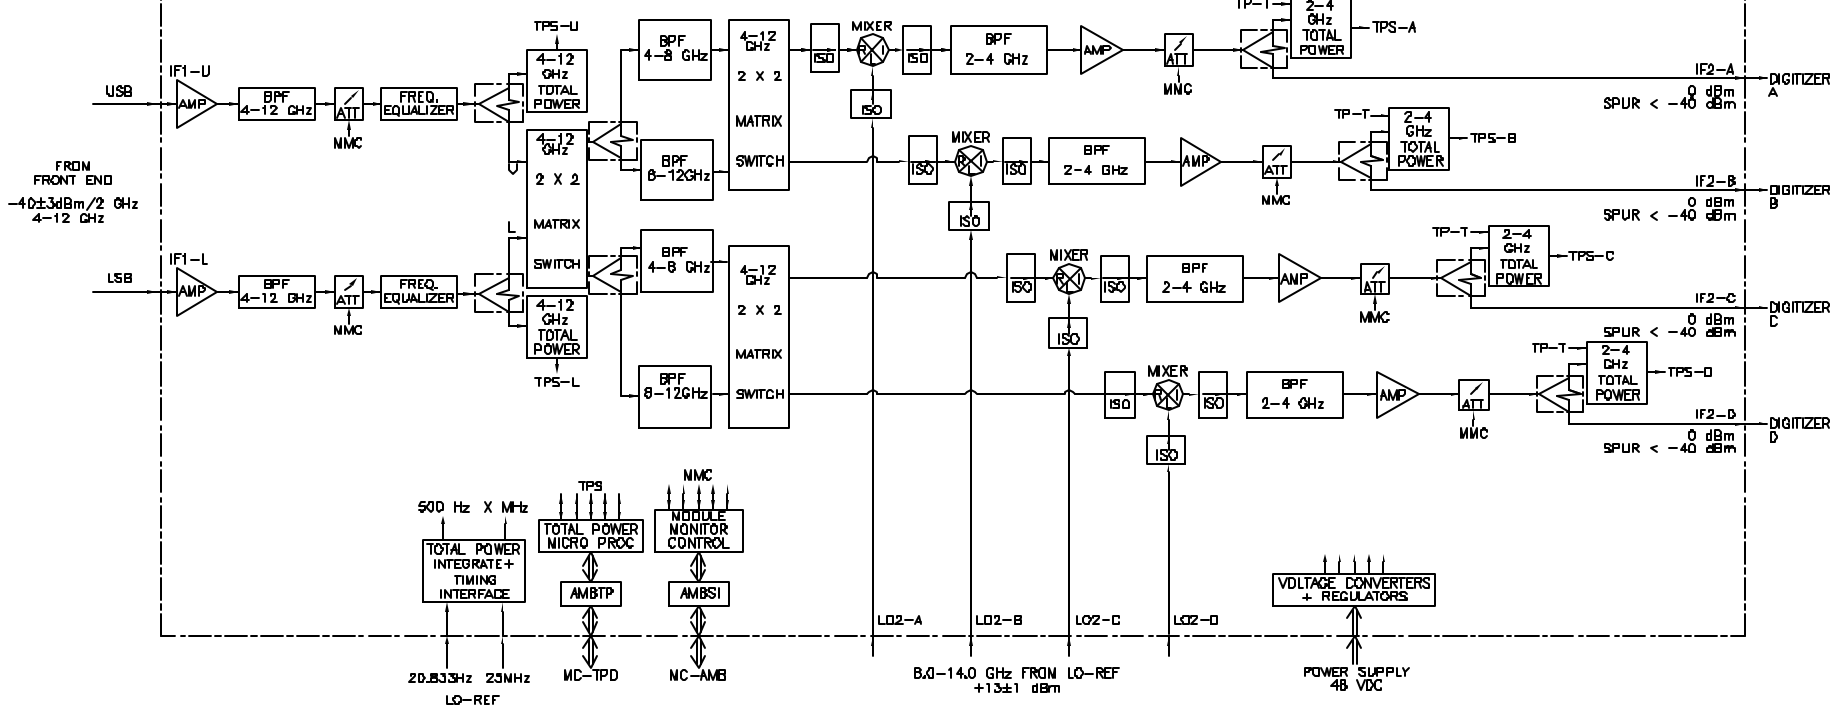 USB
IF1-U
AMP
BPF
4-12 GHz
ATT
MMC
FREQ.
EQUALIZER
TPS-U
4-12
GHz
TOTAL
POWER
U
BPF
4-8 GHz
4-12
GHz
2 X 2
MATRIX
SWITCH
BPF
8-12GHz
4-12
GHz
2 X 2
MATRIX
SWITCH
FROM
FRONT END
-40±3dBm/2 GHz
4-12 GHz
LSB
IF1-L
AMP
BPF
4-12 GHz
ATT
MMC
FREQ.
EQUALIZER
L
4-12
GHz
TOTAL
POWER
TPS-L
BPF
4-8 GHz
BPF
8-12GHz
4-12
GHz
2 X 2
MATRIX
SWITCH
ISO
MIXER
R I
L
ISO
ISO
BPF
2-4 GHz
AMP
ATT
MMC
TP-T
2-4
GHz
TOTAL
POWER
TPS-A
IF2-A
0 dBm
SPUR < -40 dBm
DIGITIZER
A
ISO
MIXER
R I
L
ISO
ISO
BPF
2-4 GHz
AMP
ATT
MMC
TP-T
2-4
GHz
TOTAL
POWER
TPS-B
IF2-B
0 dBm
SPUR < -40 dBm
DIGITIZER
B
ISO
MIXER
R I
L
ISO
ISO
BPF
2-4 GHz
AMP
ATT
MMC
TP-T
2-4
GHz
TOTAL
POWER
TPS-C
IF2-C
0 dBm
SPUR < -40 dBm
DIGITIZER
C
ISO
MIXER
R I
L
ISO
ISO
BPF
2-4 GHz
AMP
ATT
MMC
TP-T
2-4
GHz
TOTAL
POWER
TPS-D
IF2-D
0 dBm
SPUR < -40 dBm
DIGITIZER
D
500 Hz X MHz
TOTAL POWER
INTEGRATE+
TIMING
INTERFACE
20.833Hz 25MHz
LO-REF
TPS
TOTAL POWER
MICRO PROC
AMBTP
MC-TPD
MMC
MODULE
MONITOR
CONTROL
AMBSI
MC-AMB
LO2-A
LO2-B
LO2-C
LO2-D
8.0-14.0 GHz FROM LO-REF
+13±1 dBm
VOLTAGE CONVERTERS
+ REGULATORS
POWER SUPPLY
48 VDC